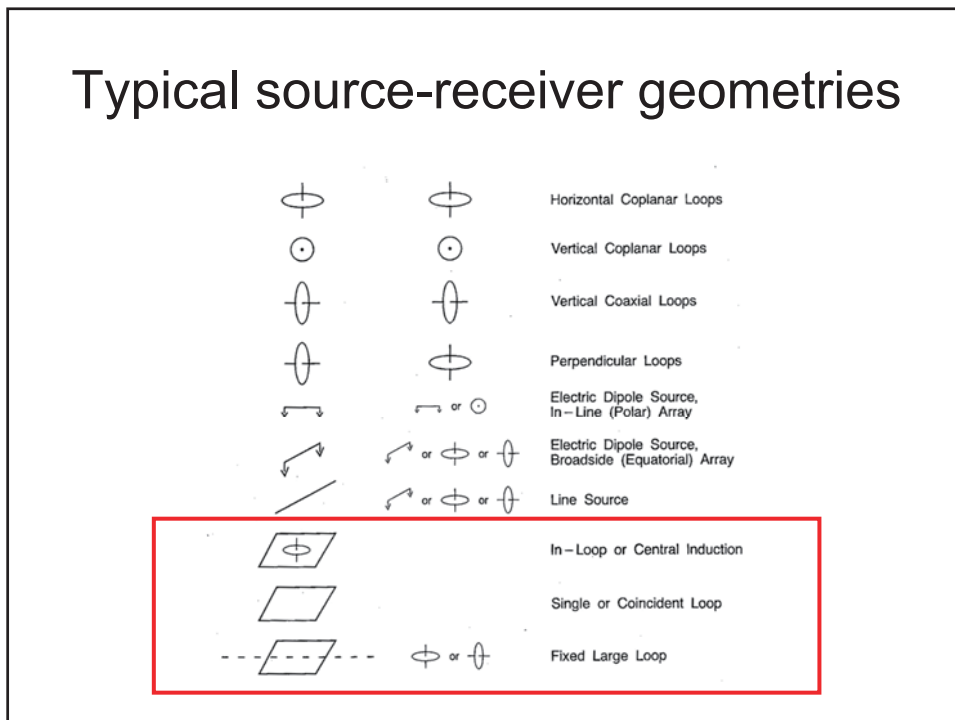 Typical source-receiver geometries
Horizontal Coplanar Loops
Vertical Coplanar Loops
Vertical Coaxial Loops
Perpendicular Loops
or
Electric Dipole Source,
In-Line (Polar) Array
or or
Electric Dipole Source,
Broadside (Equatorial) Array
or or
Line Source
In-Loop or Central Induction
Single or Coincident Loop
or
Fixed Large Loop